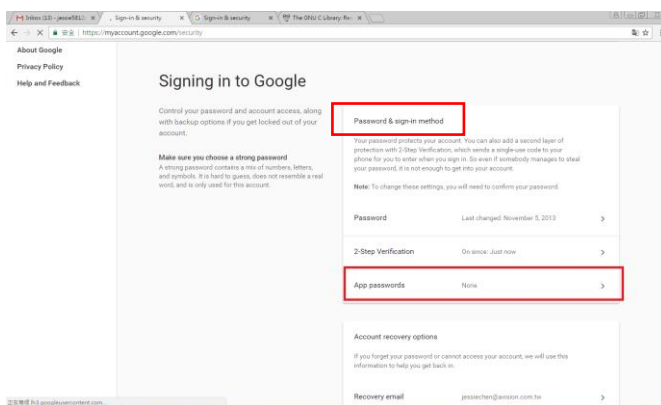 Sign-in & security
Sign-in & security
The GNU C Library: Re
安全
https://myaccount.google.com/security
About Google
Privacy Policy
Help and Feedback
Signing in to Google
Control your password and account access, along
with backup options if you get locked out of your
account.
Make sure you choose a strong password
A strong password contains a mix of numbers, letters,
and symbols. It is hard to guess, does not resemble a real
word, and is only used for this account.
Password & sign-in method
Your password protects your account. You can also add a second layer of
protection with 2-Step Verification, which sends a single-use code to your
phone for you to enter when you sign in. So even if somebody manages to steal
your password, it is not enough to get into your account.
Note: To change these settings, you will need to confirm your password.
Password Last changed: November 5, 2013
2-Step Verification On since: Just now
App passwords None
Account recovery options
If you forget your password or cannot access your account, we will use this
information to help you get back in.
Recovery email jessiechen@avision.com.tw